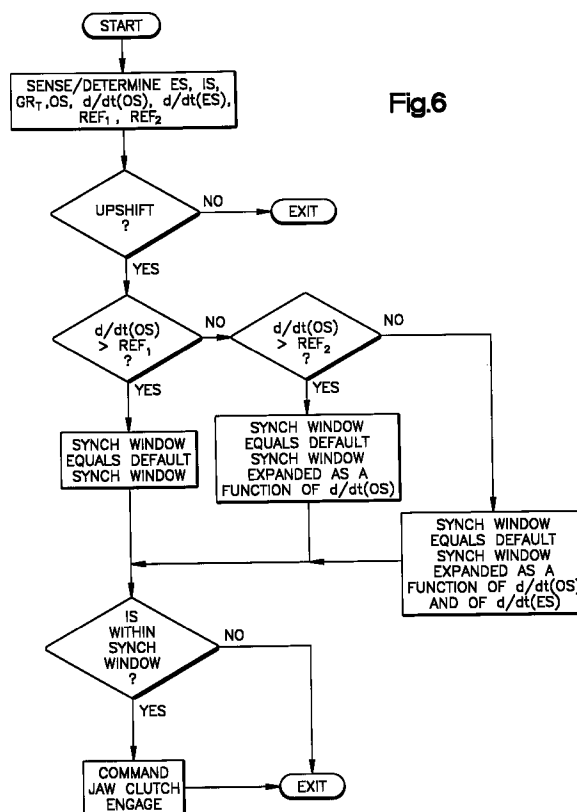 START
SENSE/DETERMINE ES, IS,
GR_T, OS, d/dt(OS), d/dt(ES),
REF₁, REF₂
Fig.6
UPSHIFT
?
NO
EXIT
YES
d/dt(OS)
> REF₁
?
NO
d/dt(OS)
> REF₂
?
NO
YES
YES
SYNCH WINDOW
EQUALS DEFAULT
SYNCH WINDOW
SYNCH WINDOW
EQUALS DEFAULT
SYNCH WINDOW
EXPANDED AS A
FUNCTION OF d/dt(OS)
SYNCH WINDOW
EQUALS DEFAULT
SYNCH WINDOW
EXPANDED AS A
FUNCTION OF d/dt(OS)
AND OF d/dt(ES)
IS
WITHIN
SYNCH
WINDOW
?
NO
YES
COMMAND
JAW CLUTCH
ENGAGE
EXIT